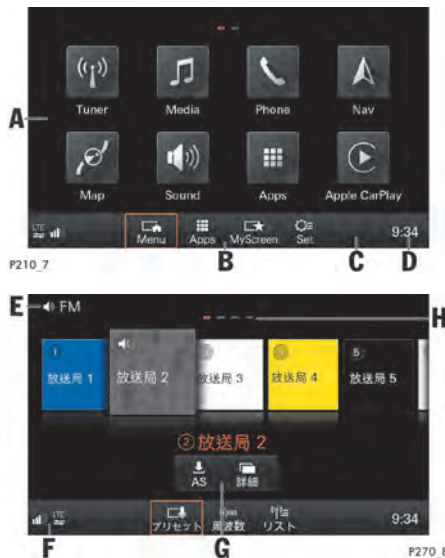 Tuner Media Phone Nav
A
Map Sound Apps Apple CarPlay
LTE Menu Apps MyScreen Set 9:34
P210_7 B C D
E FM H
① 5
放送局 1 放送局 2 放送局 3 放送局 4 放送局 5
②放送局 2
AS 詳細
LTE プリセット 周波数 リスト 9:34
F G